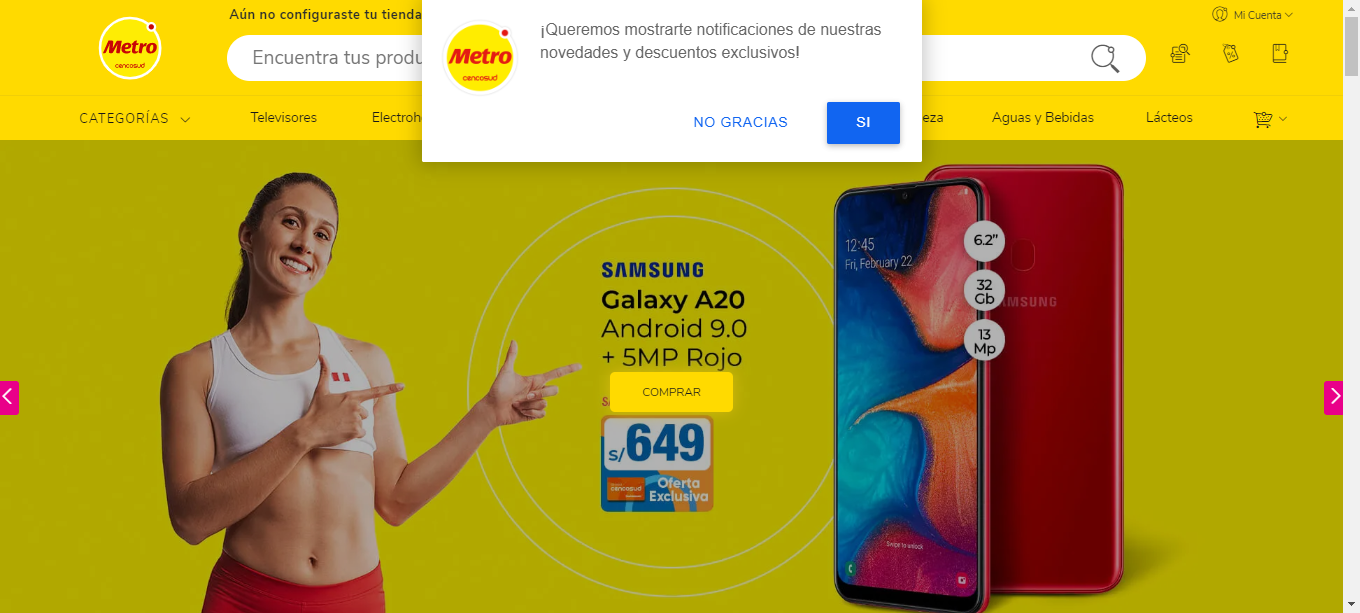 Aún no configuraste tu tienda
Metro
cencosud
Encuentra tus produ
Mi Cuenta
Metro
cencosud
¡Queremos mostrarte notificaciones de nuestras
novedades y descuentos exclusivos!
NO GRACIAS
SI
CATEGORÍAS
Televisores
Electroh
eza
Aguas y Bebidas
Lácteos
SAMSUNG
Galaxy A20
Android 9.0
+ 5MP Rojo
COMPRAR
S/649
cencosud
Oferta
Exclusiva
12:45
Fri, February 22
Swipe to unlock
6.2"
32
Gb
13
Mp
AMSUNG